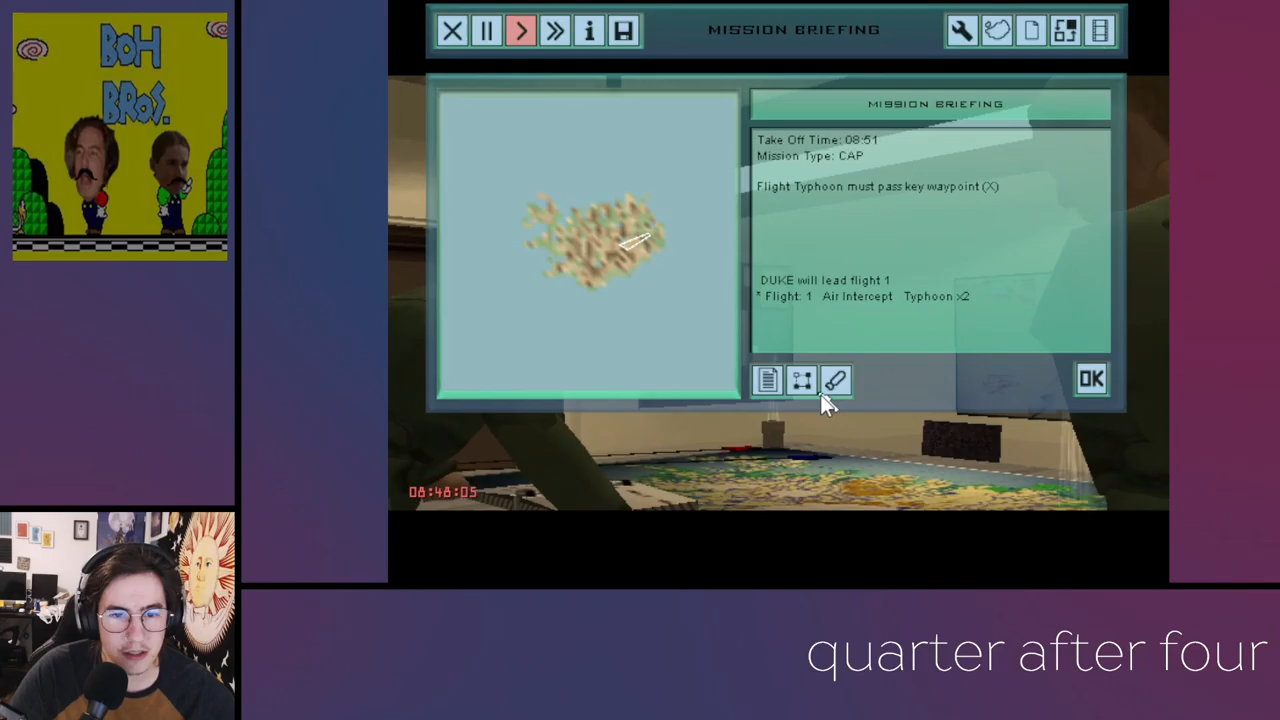 BOH
BROS.
MISSION BRIEFING
MISSION BRIEFING
Take Off Time: 08:51
Mission Type: CAP
Flight Typhoon must pass key waypoint (X)
DUKE will lead flight 1
* Flight: 1 Air Intercept Typhoon x2
OK
08:48:05
quarter after four